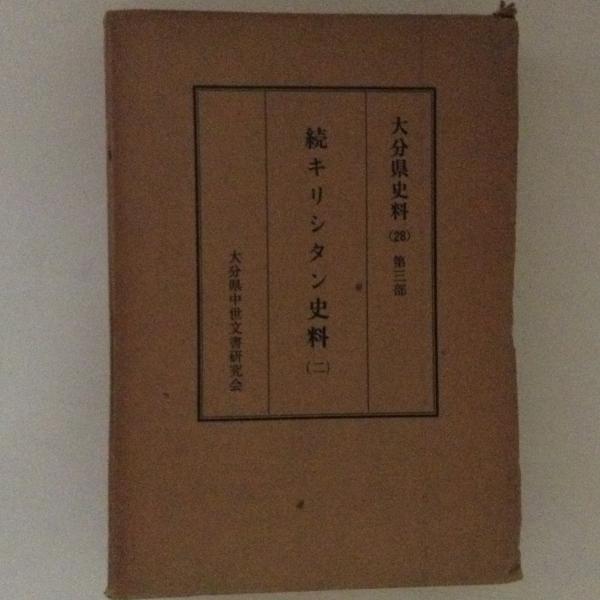 大分県史料(28) 第三部
続キリシタン史料(二)
大分県中世文書研究会